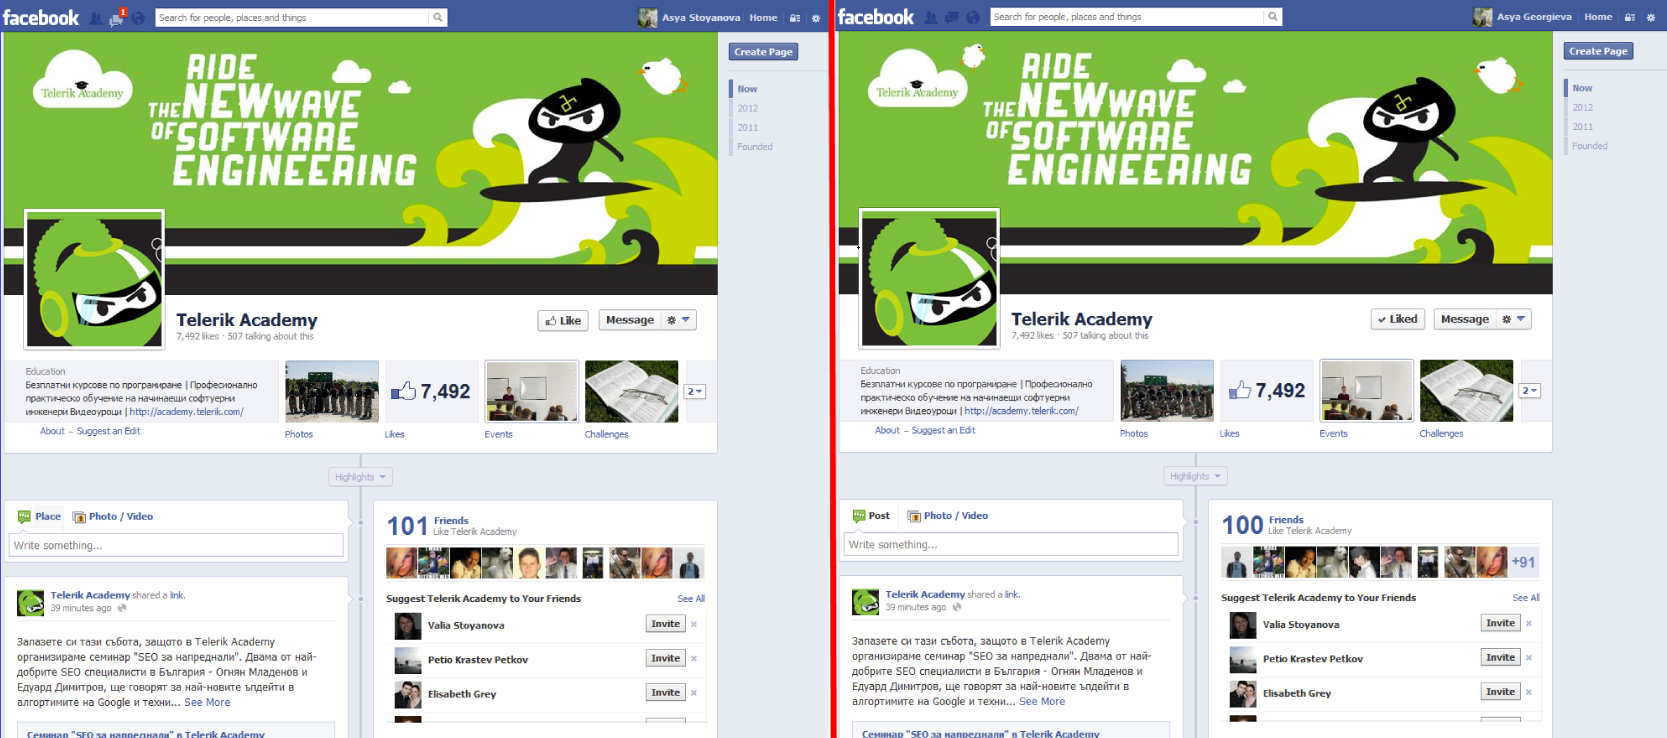 facebook
1
Search for people, places and things
Asya Stoyanova
Home
Create Page
Now
2012
2011
Founded
Telerik Academy
RIDE
THE NEW WAVE
OF SOFTWARE
ENGINEERING
Telerik Academy
7,492 likes · 507 talking about this
Like
Message
Education
Безплатни курсове по програмиране | Професионално
практическо обучение на начинаещи софтуерни
инженери Видеоуроци | http://academy.telerik.com/
About – Suggest an Edit
7,492
2
Photos
Likes
Events
Challenges
Highlights
Place
Photo / Video
Write something...
101 Friends
Like Telerik Academy
Suggest Telerik Academy to Your Friends
See All
Valia Stoyanova
Invite
Petio Krastev Petkov
Invite
Elisabeth Grey
Invite
Telerik Academy shared a link.
39 minutes ago
Запазете си тази събота, защото в Telerik Academy
организираме семинар "SEO за напреднали". Двама от най-
добрите SEO специалисти в България - Огнян Младенов и
Едуард Димитров, ще говорят за най-новите ъпдейти в
алгортимите на Google и техни... See More
Семинар "SEO за напреднали" в Telerik Academy
facebook
Search for people, places and things
Asya Georgieva
Home
Create Page
Now
2012
2011
Founded
Telerik Academy
RIDE
THE NEW WAVE
OF SOFTWARE
ENGINEERING
Telerik Academy
7,492 likes · 507 talking about this
Liked
Message
Education
Безплатни курсове по програмиране | Професионално
практическо обучение на начинаещи софтуерни
инженери Видеоуроци | http://academy.telerik.com/
About – Suggest an Edit
7,492
2
Photos
Likes
Events
Challenges
Highlights
Post
Photo / Video
Write something...
100 Friends
Like Telerik Academy
+91
Suggest Telerik Academy to Your Friends
See All
Valia Stoyanova
Invite
Petio Krastev Petkov
Invite
Elisabeth Grey
Invite
Telerik Academy shared a link.
39 minutes ago
Запазете си тази събота, защото в Telerik Academy
организираме семинар "SEO за напреднали". Двама от най-
добрите SEO специалисти в България - Огнян Младенов и
Едуард Димитров, ще говорят за най-новите ъпдейти в
алгортимите на Google и техни... See More
Семинар "SEO за напреднали" в Telerik Academy